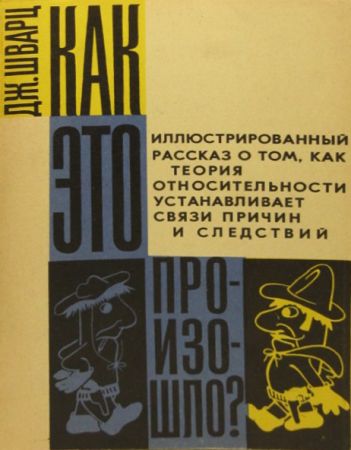 ДЖ. ШВАРЦ
КАК
ЭТО
ПРО-
ИЗО-
ШЛО?
ИЛЛЮСТРИРОВАННЫЙ
РАССКАЗ О ТОМ, КАК
ТЕОРИЯ
ОТНОСИТЕЛЬНОСТИ
УСТАНАВЛИВАЕТ
СВЯЗИ ПРИЧИН
И СЛЕДСТВИЙ